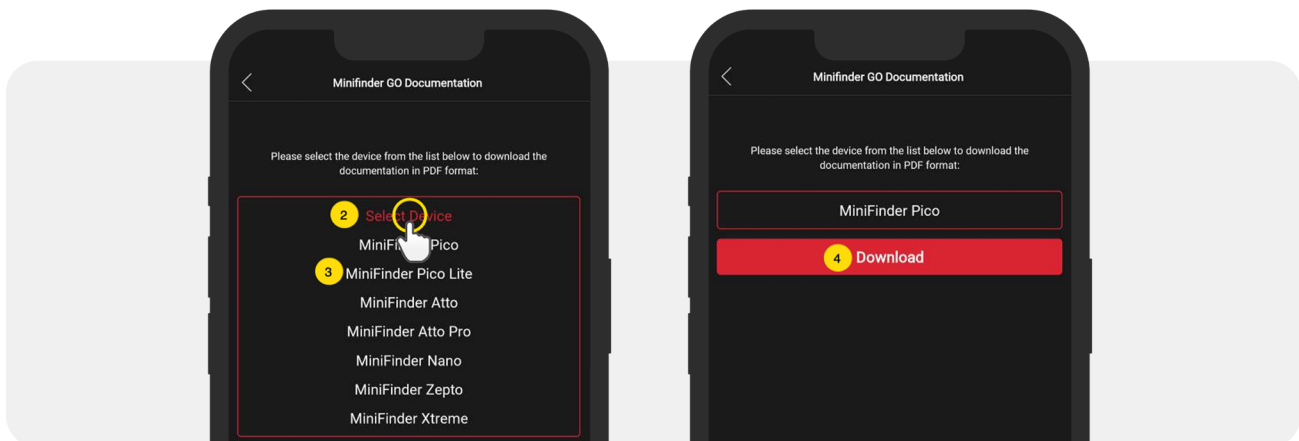 Minifinder GO Documentation
Please select the device from the list below to download the
documentation in PDF format:
2 Select Device
MiniFinder Pico
3 MiniFinder Pico Lite
MiniFinder Atto
MiniFinder Atto Pro
MiniFinder Nano
MiniFinder Zepto
MiniFinder Xtreme
Minifinder GO Documentation
Please select the device from the list below to download the
documentation in PDF format:
MiniFinder Pico
4 Download